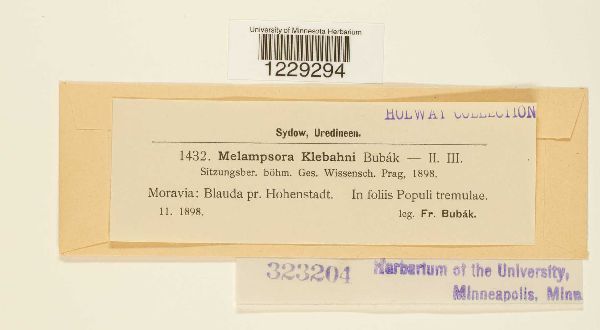 University of Minnesota Herbarium
1229294
HOLWAY COLLECTION
Sydow, Uredineen.
1432. Melampsora Klebahni Bubák — II. III.
Sitzungsber. böhm. Ges. Wissensch. Prag, 1898.
Moravia: Blauda pr. Hohenstadt. In foliis Populi tremulae.
11. 1898. leg. Fr. Bubák.
323204 Herbarium of the University,
Minneapolis, Minn